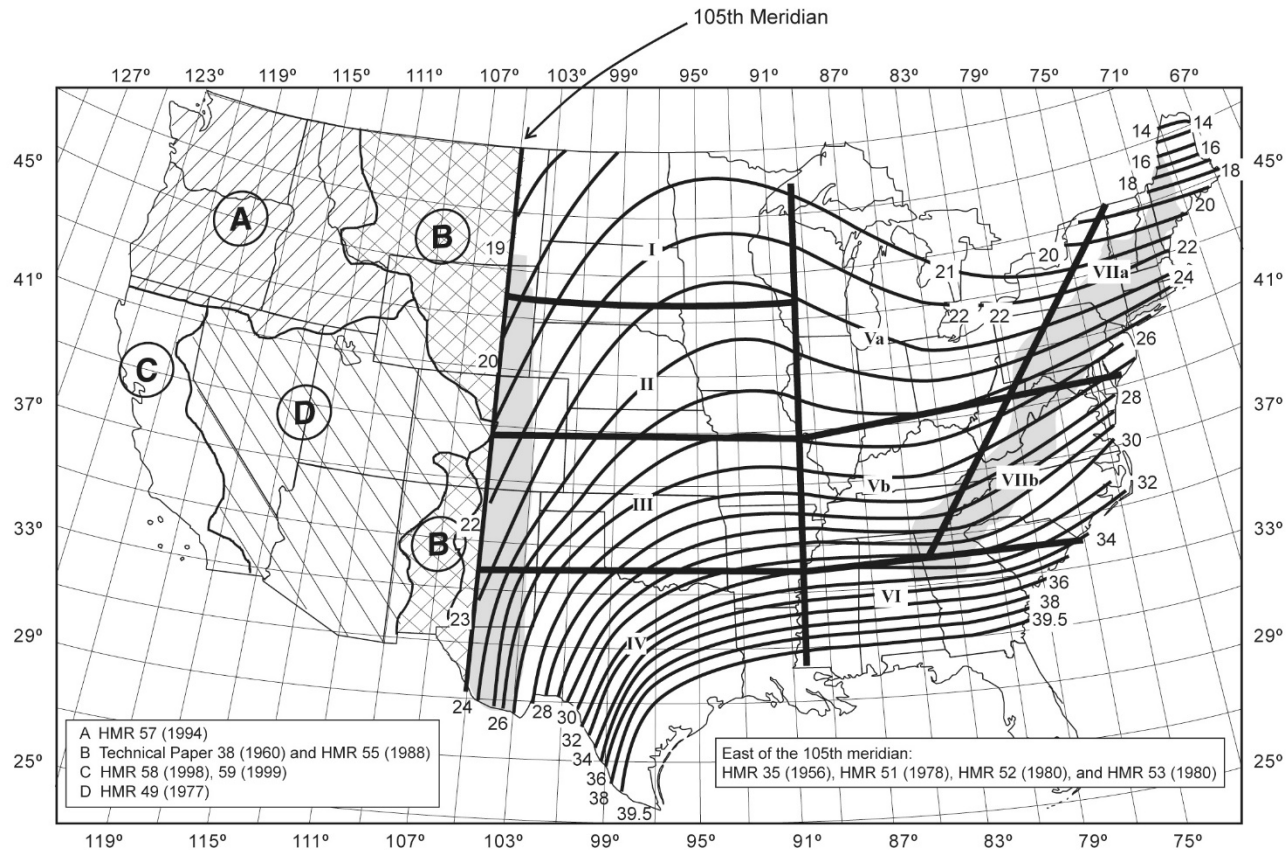 105th Meridian
127º 123º 119º 115º 111º 107º 103º 99º 95º 91º 87º 83º 79º 75º 71º 67º
14 14
45º 16 16 45º
18 18
A B 19 I 20
21 20 VIIa 22
41º 22 22 24 41º
Va
20 26
C II
37º D 28 37º
30
Vb VIIb
III 32
33º 22 33º
B 34
VI 36
23 38
29º IV 39.5 29º
24 26 28 30
32
34
36
38
39.5
A HMR 57 (1994)
B Technical Paper 38 (1960) and HMR 55 (1988)
C HMR 58 (1998), 59 (1999)
D HMR 49 (1977)
25º 25º
East of the 105th meridian:
HMR 35 (1956), HMR 51 (1978), HMR 52 (1980), and HMR 53 (1980)
119º 115º 111º 107º 103º 99º 95º 91º 87º 83º 79º 75º